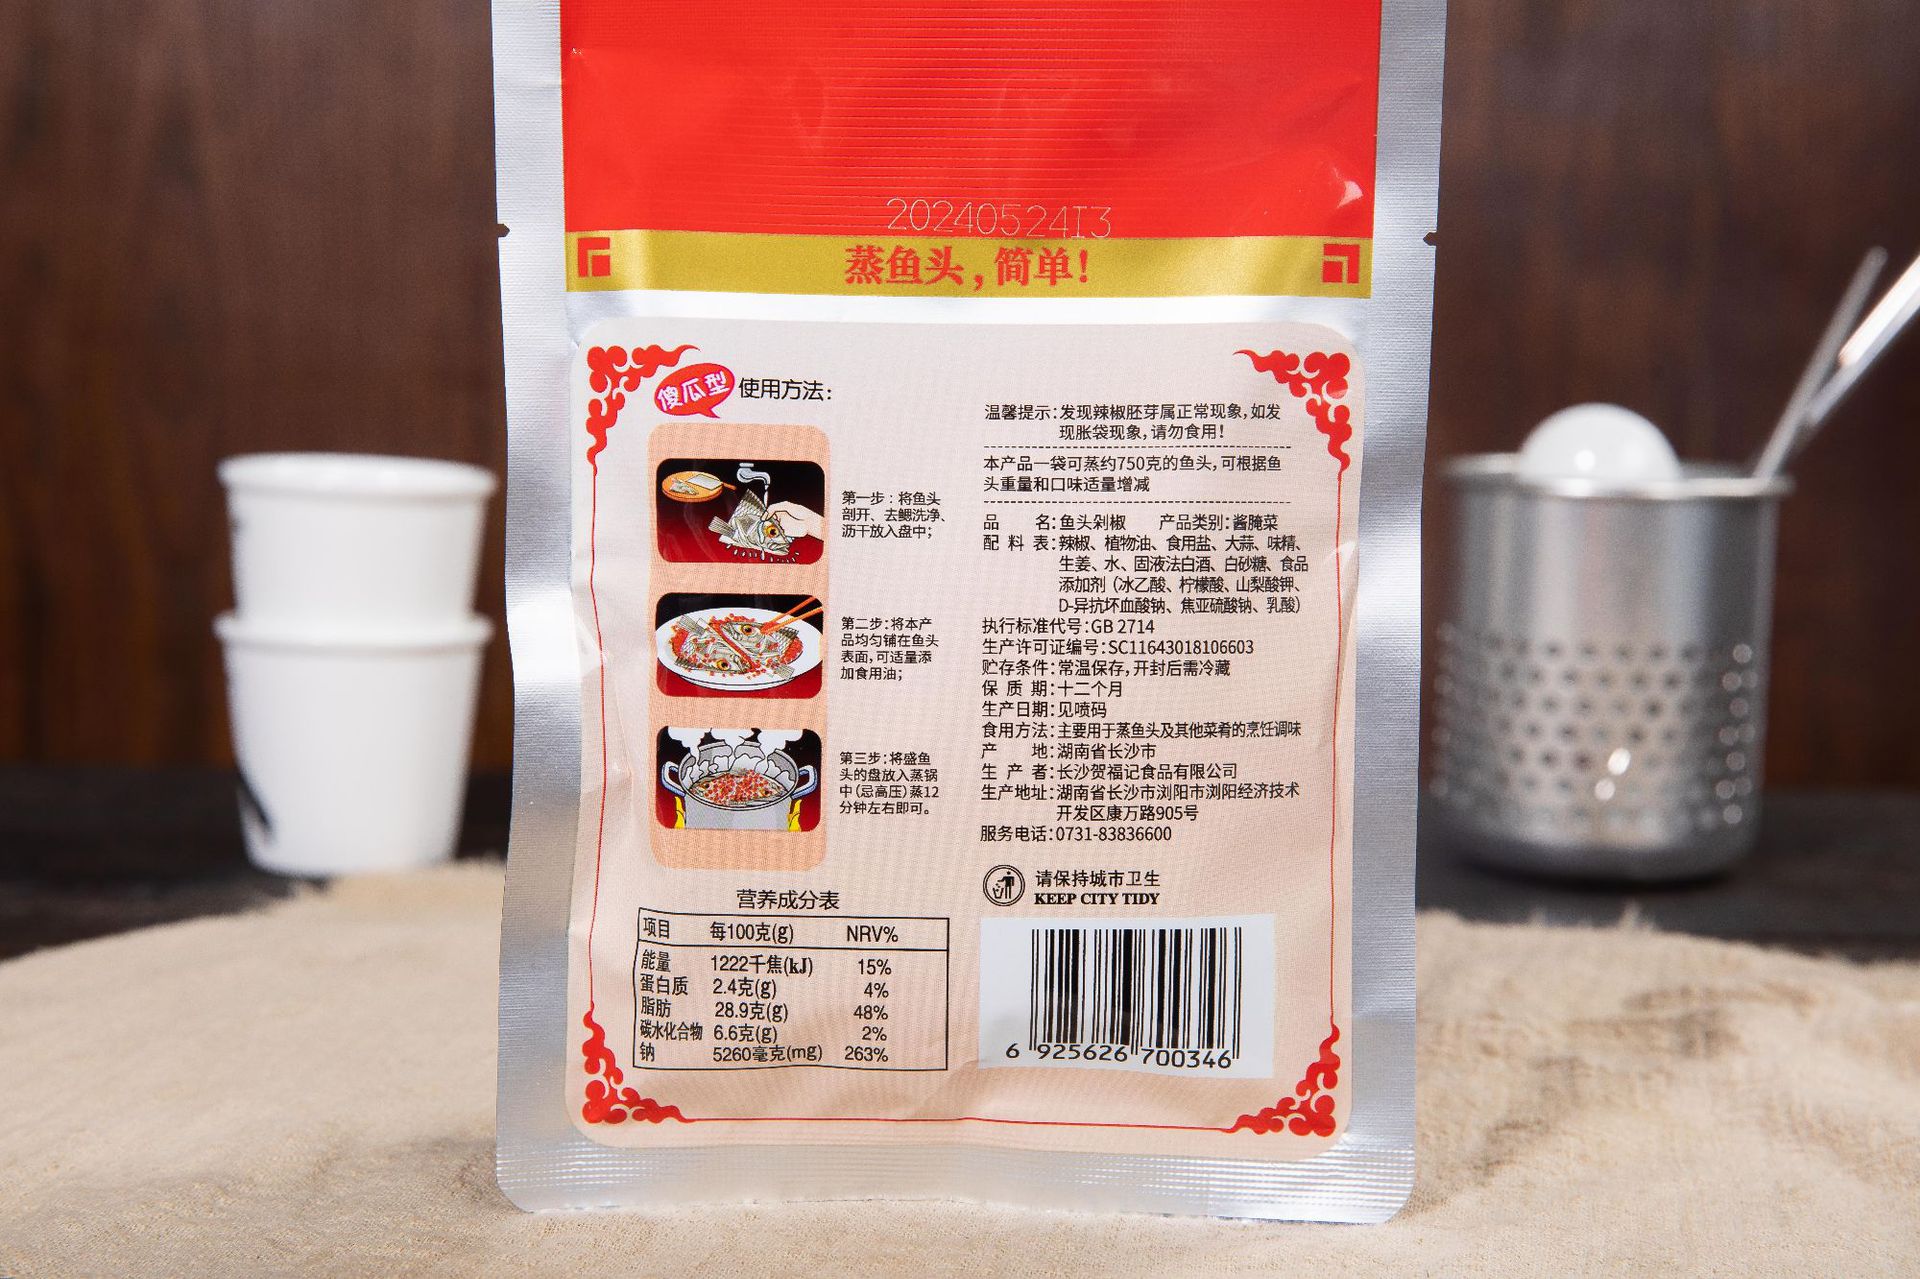 20240524I3
蒸鱼头,简单!
傻瓜型 使用方法:
第一步:将鱼头
剖开、去鳃洗净、
沥干放入盘中;
第二步:将本产
品均匀铺在鱼头
表面,可适量添
加食用油;
第三步:将盛鱼
头的盘放入蒸锅
中(忌高压)蒸12
分钟左右即可。
营养成分表
项目 每100克(g) NRV%
能量 1222千焦(kJ) 15%
蛋白质 2.4克(g) 4%
脂肪 28.9克(g) 48%
碳水化合物 6.6克(g) 2%
钠 5260毫克(mg) 263%
温馨提示:发现辣椒胚芽属正常现象,如发
现胀袋现象,请勿食用!
本产品一袋可蒸约750克的鱼头,可根据鱼
头重量和口味适量增减
品 名:鱼头剁椒 产品类别:酱腌菜
配 料 表:辣椒、植物油、食用盐、大蒜、味精、
生姜、水、固液法白酒、白砂糖、食品
添加剂(冰乙酸、柠檬酸、山梨酸钾、
D-异抗坏血酸钠、焦亚硫酸钠、乳酸)
执行标准代号:GB 2714
生产许可证编号:SC11643018106603
贮存条件:常温保存,开封后需冷藏
保 质 期:十二个月
生产日期:见喷码
食用方法:主要用于蒸鱼头及其他菜肴的烹饪调味
产 地:湖南省长沙市
生 产 者:长沙贺福记食品有限公司
生产地址:湖南省长沙市浏阳市浏阳经济技术
开发区康万路905号
服务电话:0731-83836600
请保持城市卫生
KEEP CITY TIDY
6 925626 700346